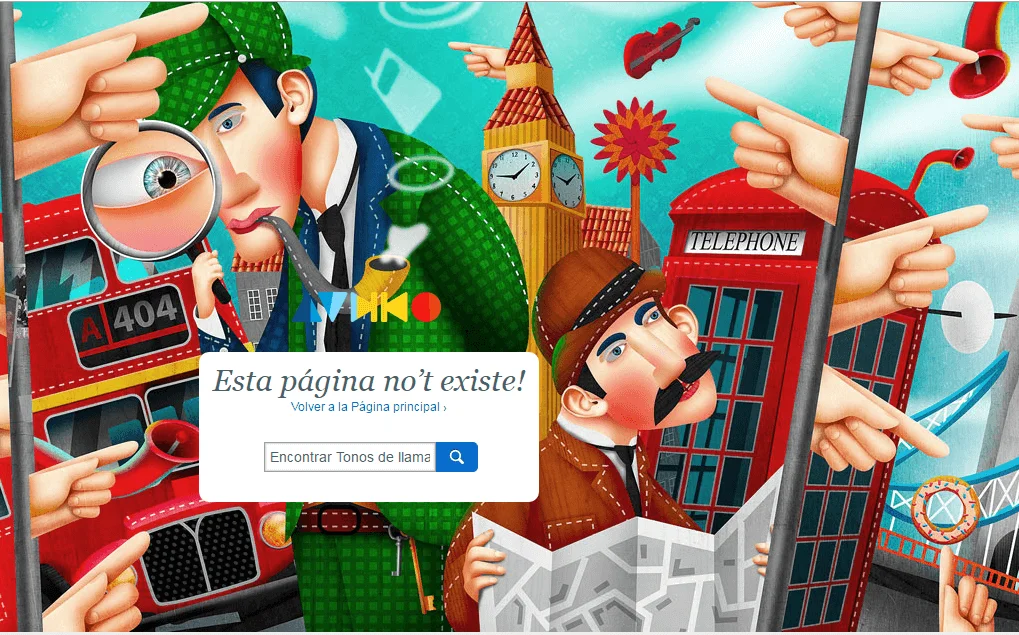 TELEPHONE
A 404
Esta página no't existe!
Volver a la Página principal ›
Encontrar Tonos de llama